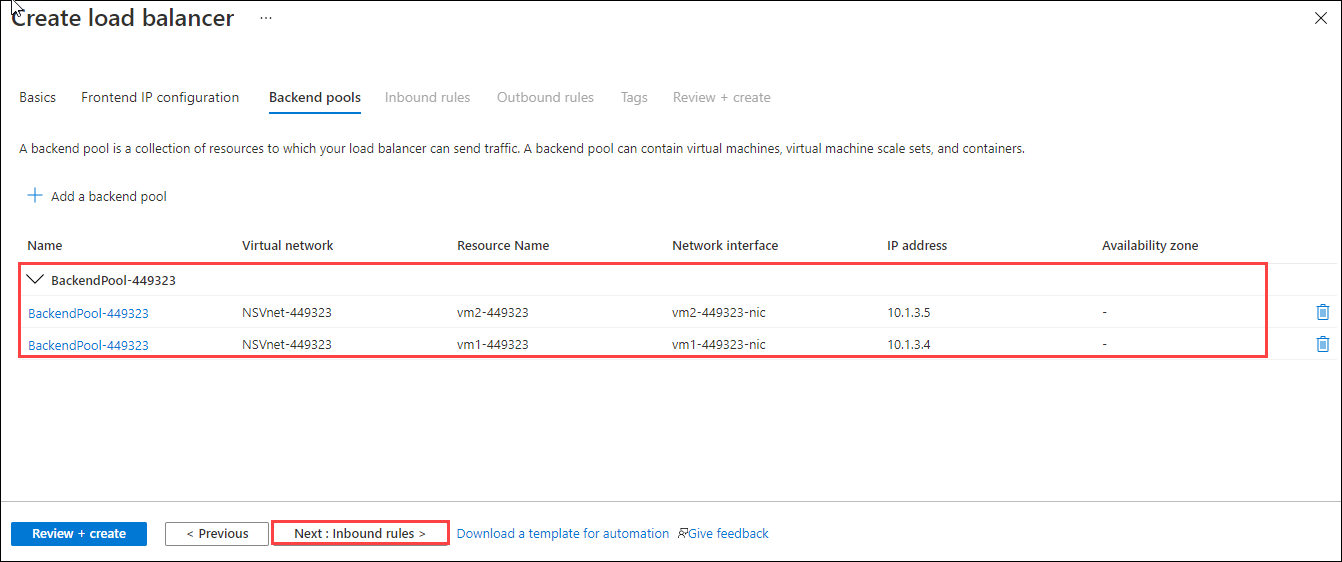 Create load balancer ...
Basics Frontend IP configuration Backend pools Inbound rules Outbound rules Tags Review + create
A backend pool is a collection of resources to which your load balancer can send traffic. A backend pool can contain virtual machines, virtual machine scale sets, and containers.
+ Add a backend pool
Name Virtual network Resource Name Network interface IP address Availability zone
BackendPool-449323
BackendPool-449323 NSVnet-449323 vm2-449323 vm2-449323-nic 10.1.3.5 -
BackendPool-449323 NSVnet-449323 vm1-449323 vm1-449323-nic 10.1.3.4 -
Review + create < Previous Next : Inbound rules > Download a template for automation Give feedback